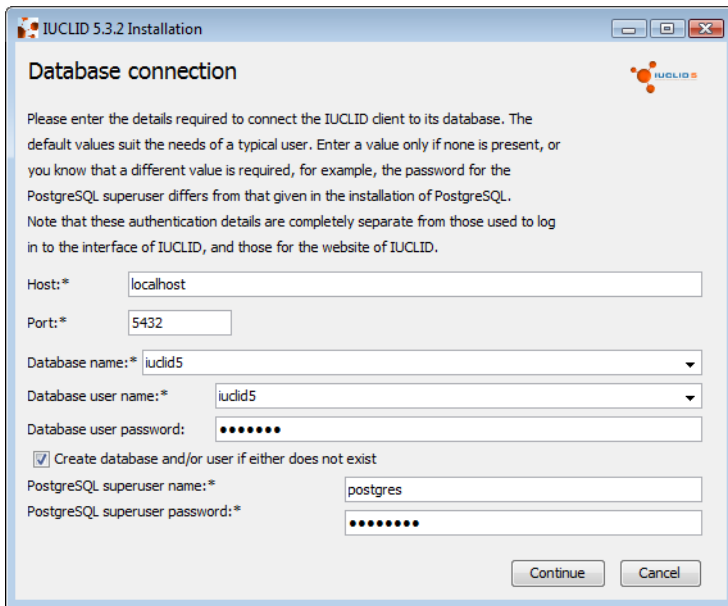 IUCLID 5.3.2 Installation
Database connection
IUCLID 5
Please enter the details required to connect the IUCLID client to its database. The
default values suit the needs of a typical user. Enter a value only if none is present, or
you know that a different value is required, for example, the password for the
PostgreSQL superuser differs from that given in the installation of PostgreSQL.
Note that these authentication details are completely separate from those used to log
in to the interface of IUCLID, and those for the website of IUCLID.
Host:* localhost
Port:* 5432
Database name:* iuclid5
Database user name:* iuclid5
Database user password: ●●●●●●●
Create database and/or user if either does not exist
PostgreSQL superuser name:* postgres
PostgreSQL superuser password:* ●●●●●●●●
Continue Cancel